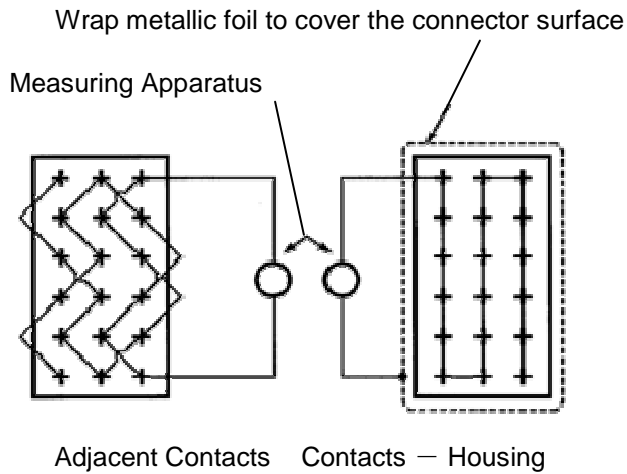 Wrap metallic foil to cover the connector surface
Measuring Apparatus
Adjacent Contacts
Contacts － Housing